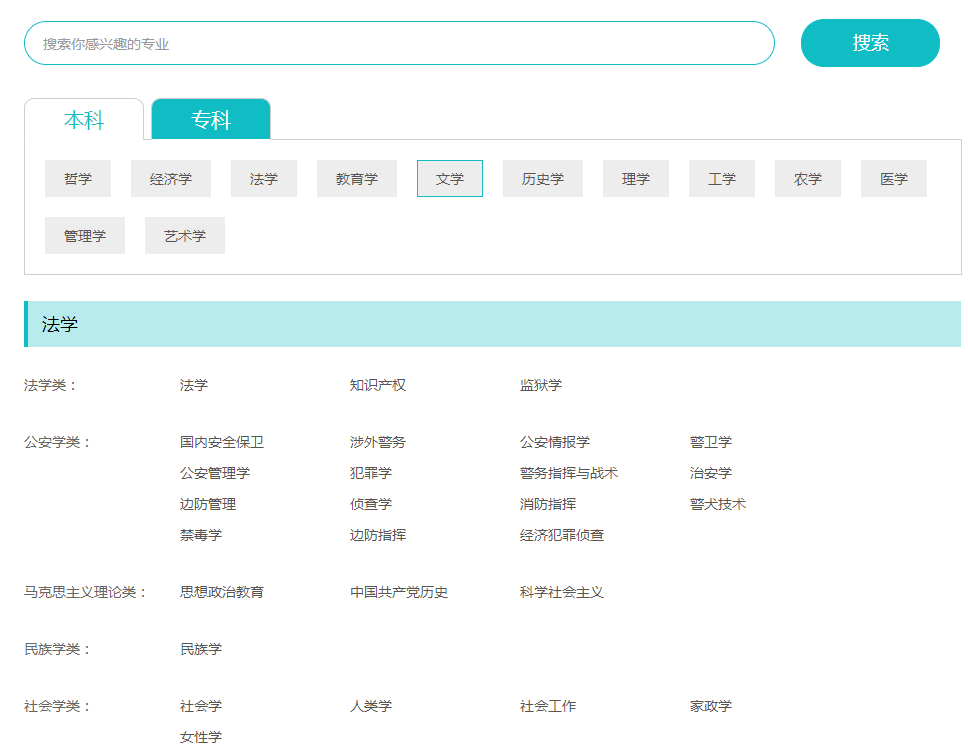 搜索你感兴趣的专业 搜索
本科 专科
哲学 经济学 法学 教育学 文学 历史学 理学 工学 农学 医学
管理学 艺术学
法学
法学类： 法学 知识产权 监狱学
公安学类： 国内安全保卫 涉外警务 公安情报学 警卫学
公安管理学 犯罪学 警务指挥与战术 治安学
边防管理 侦查学 消防指挥 警犬技术
禁毒学 边防指挥 经济犯罪侦查
马克思主义理论类： 思想政治教育 中国共产党历史 科学社会主义
民族学类： 民族学
社会学类： 社会学 人类学 社会工作 家政学
女性学